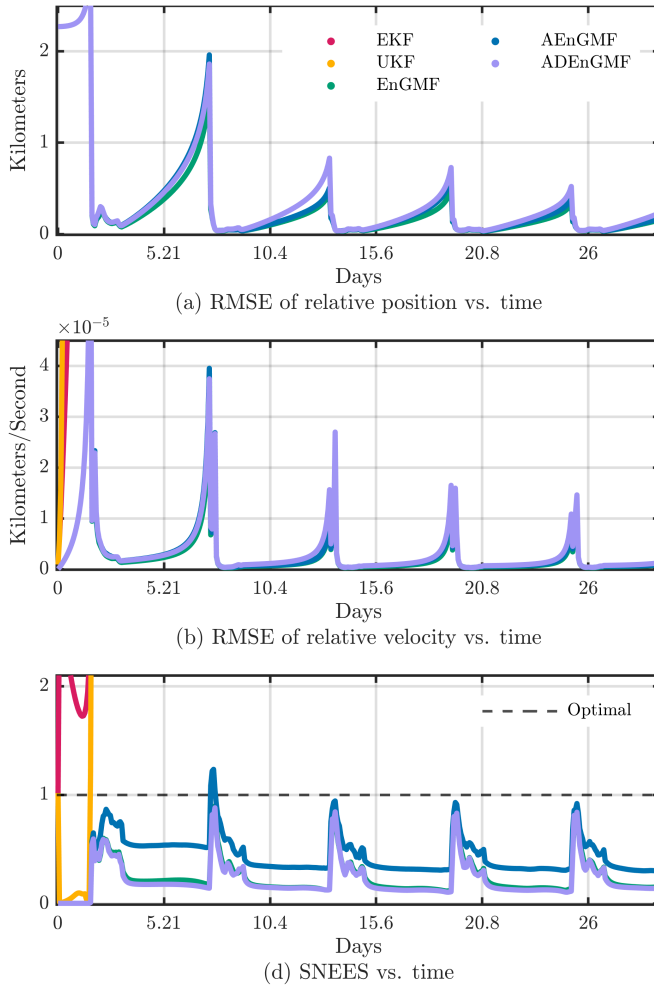 2
1
0
Kilometers
EKF
UKF
EnGMF
AEnGMF
ADEnGMF
0 5.21 10.4 15.6 20.8 26
Days
(a) RMSE of relative position vs. time
×10⁻⁵
4
3
2
1
0
Kilometers/Second
0 5.21 10.4 15.6 20.8 26
Days
(b) RMSE of relative velocity vs. time
2
1
0
Optimal
0 5.21 10.4 15.6 20.8 26
Days
(d) SNEES vs. time